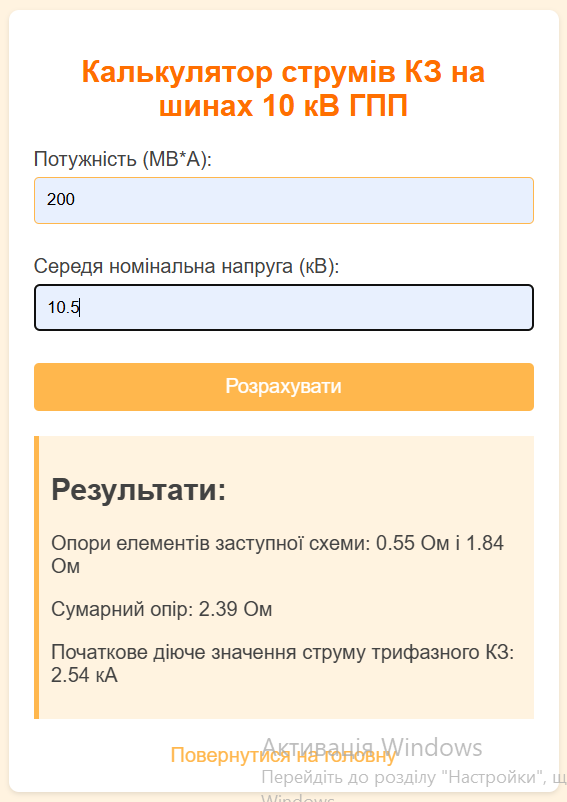 Калькулятор струмів КЗ на
шинах 10 кВ ГПП
Потужність (МВ*А):
200
Середя номінальна напруга (кВ):
10.5
Розрахувати
Результати:
Опори елементів заступної схеми: 0.55 Ом і 1.84
Ом
Сумарний опір: 2.39 Ом
Початкове діюче значення струму трифазного КЗ:
2.54 кА
Повернутися на головну
Активація Windows
Перейдіть до розділу "Настройки", щ
Windows.